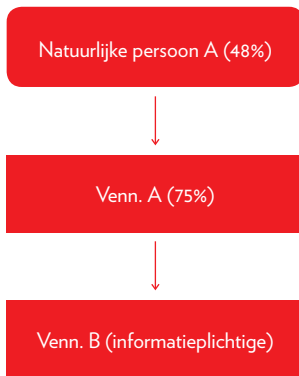 Natuurlijke persoon A (48%)
Venn. A (75%)
Venn. B (informatieplichtige)